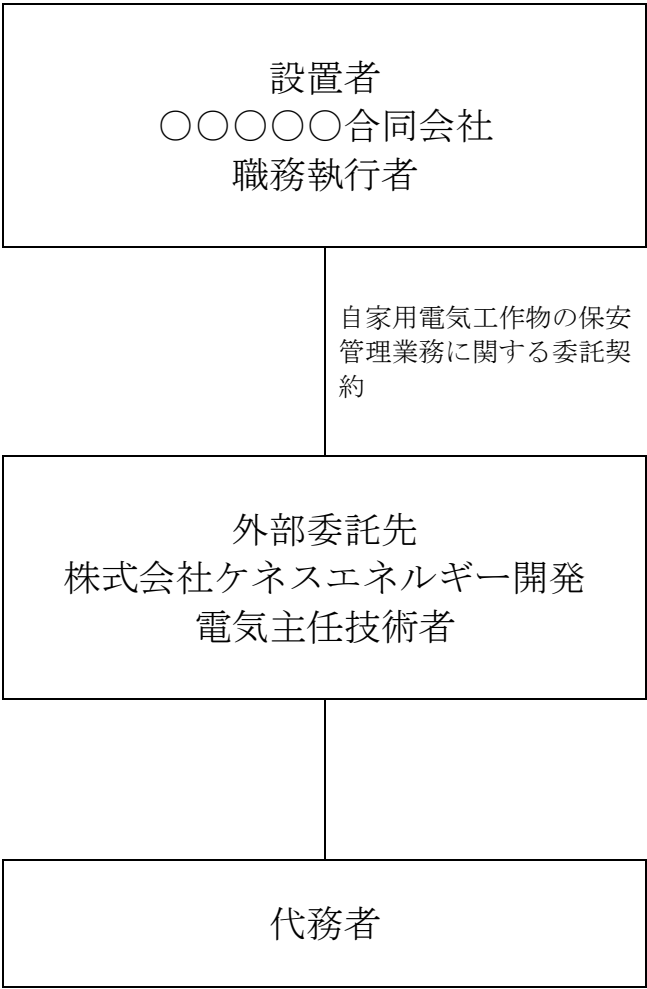 設置者
○○○○○合同会社
職務執行者
自家用電気工作物の保安
管理業務に関する委託契
約
外部委託先
株式会社ケネスエネルギー開発
電気主任技術者
代務者